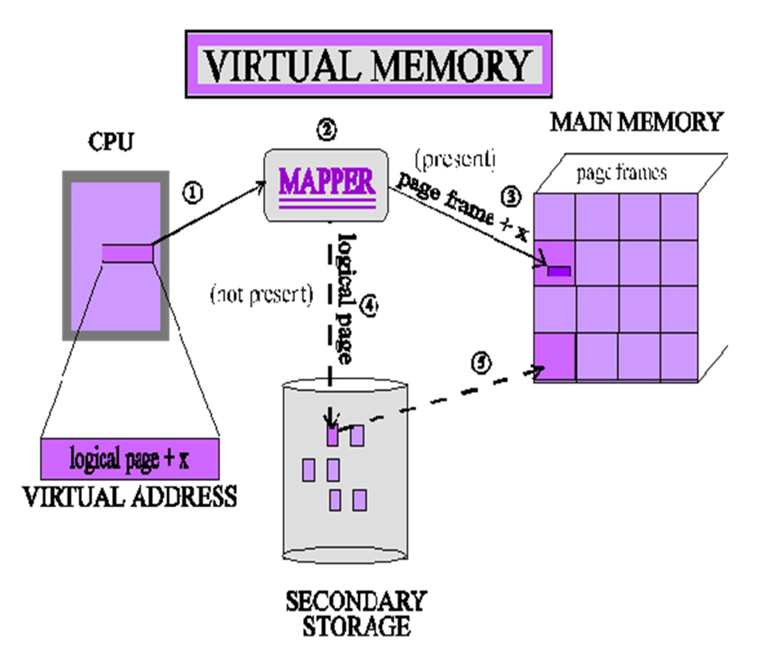 VIRTUAL MEMORY
CPU
②
MAIN MEMORY
①
MAPPER
(present)
page frame + x
③
page frames
(not present)
logical page
④
⑤
logical page + x
VIRTUAL ADDRESS
SECONDARY
STORAGE